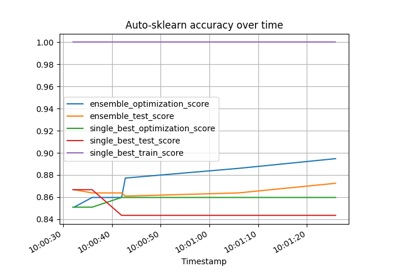 Auto-sklearn accuracy over time
1.00
0.98
0.96
0.94
0.92
0.90
0.88
0.86
0.84
ensemble_optimization_score
ensemble_test_score
single_best_optimization_score
single_best_test_score
single_best_train_score
10:00:30
10:00:40
10:00:50
10:01:00
10:01:10
10:01:20
Timestamp